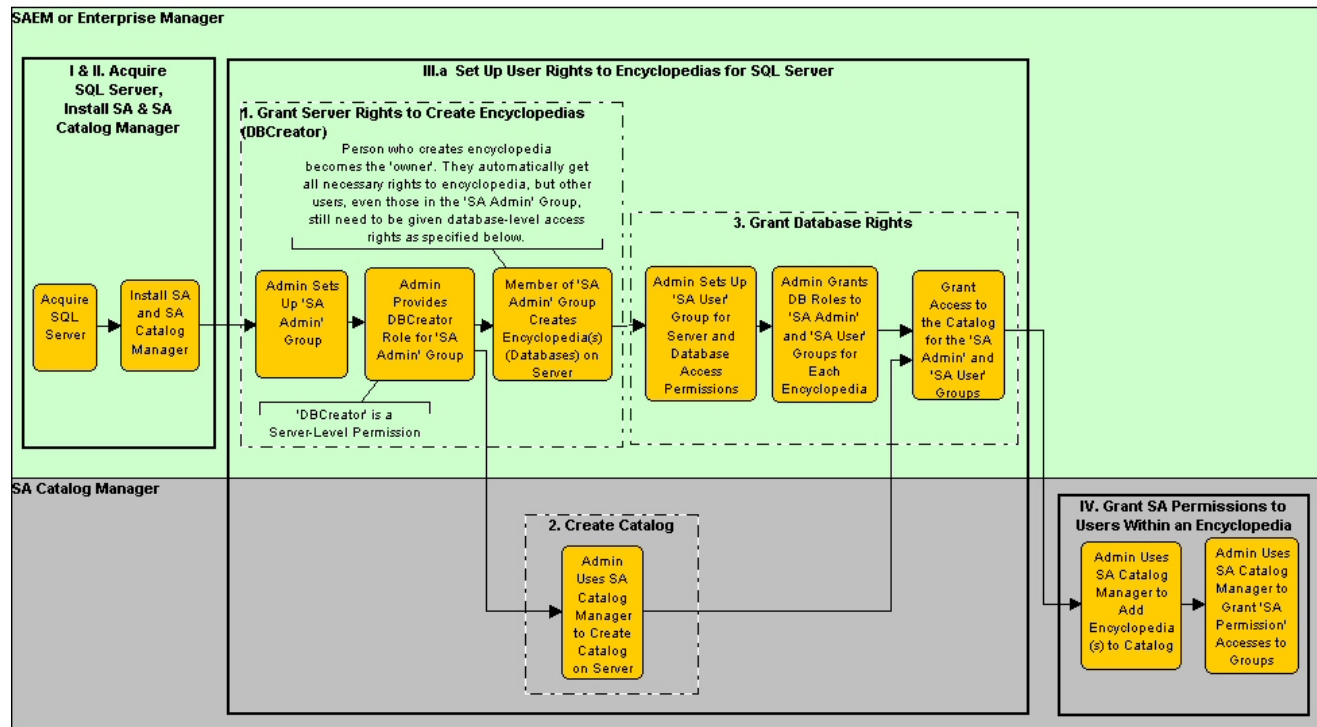 SAEM or Enterprise Manager
I & II. Acquire
SQL Server,
Install SA & SA
Catalog Manager
III.a Set Up User Rights to Encyclopedias for SQL Server
1. Grant Server Rights to Create Encyclopedias
(DBCreator)
Person who creates encyclopedia
becomes the 'owner'. They automatically get
all necessary rights to encyclopedia, but other
users, even those in the 'SA Admin' Group,
still need to be given database-level access
rights as specified below.
3. Grant Database Rights
Acquire
SQL
Server
Install SA
and SA
Catalog
Manager
Admin Sets
Up 'SA
Admin'
Group
Admin
Provides
DBCreator
Role for 'SA
Admin' Group
Member of 'SA
Admin' Group
Creates
Encyclopedia(s)
(Databases) on
Server
Admin Sets Up
'SA User'
Group for
Server and
Database
Access
Permissions
Admin Grants
DB Roles to
'SA Admin'
and 'SA User'
Groups for
Each
Encyclopedia
Grant
Access to
the Catalog
for the 'SA
Admin' and
'SA User'
Groups
'DBCreator' is a
Server-Level Permission
SA Catalog Manager
2. Create Catalog
Admin
Uses SA
Catalog
Manager
to Create
Catalog
on Server
IV. Grant SA Permissions to
Users Within an Encyclopedia
Admin Uses
SA Catalog
Manager to
Add
Encyclopedia
(s) to Catalog
Admin Uses
SA Catalog
Manager to
Grant 'SA
Permission'
Accesses to
Groups